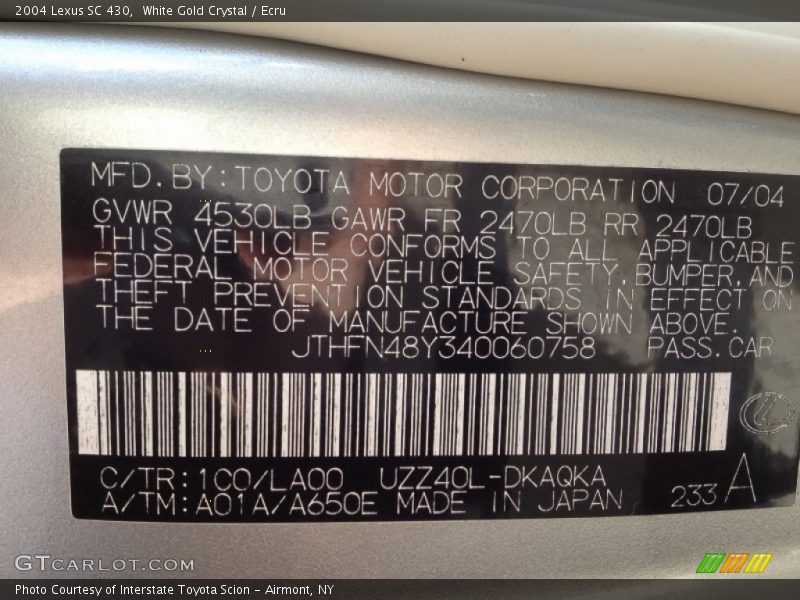 2004 Lexus SC 430,  White Gold Crystal / Ecru
MFD. BY: TOYOTA MOTOR CORPORATION 07/04
GVWR 4530LB GAWR FR 2470LB RR 2470LB
THIS VEHICLE CONFORMS TO ALL APPLICABLE
FEDERAL MOTOR VEHICLE SAFETY, BUMPER, AND
THEFT PREVENTION STANDARDS IN EFFECT ON
THE DATE OF MANUFACTURE SHOWN ABOVE.
JTHFN48Y340060758 PASS. CAR
C/TR: 1C0/LA00 UZZ40L-DKAQKA
A/TM: A01A/A650E MADE IN JAPAN 233 A
GTCARLOT.COM
Photo Courtesy of Interstate Toyota Scion - Airmont, NY